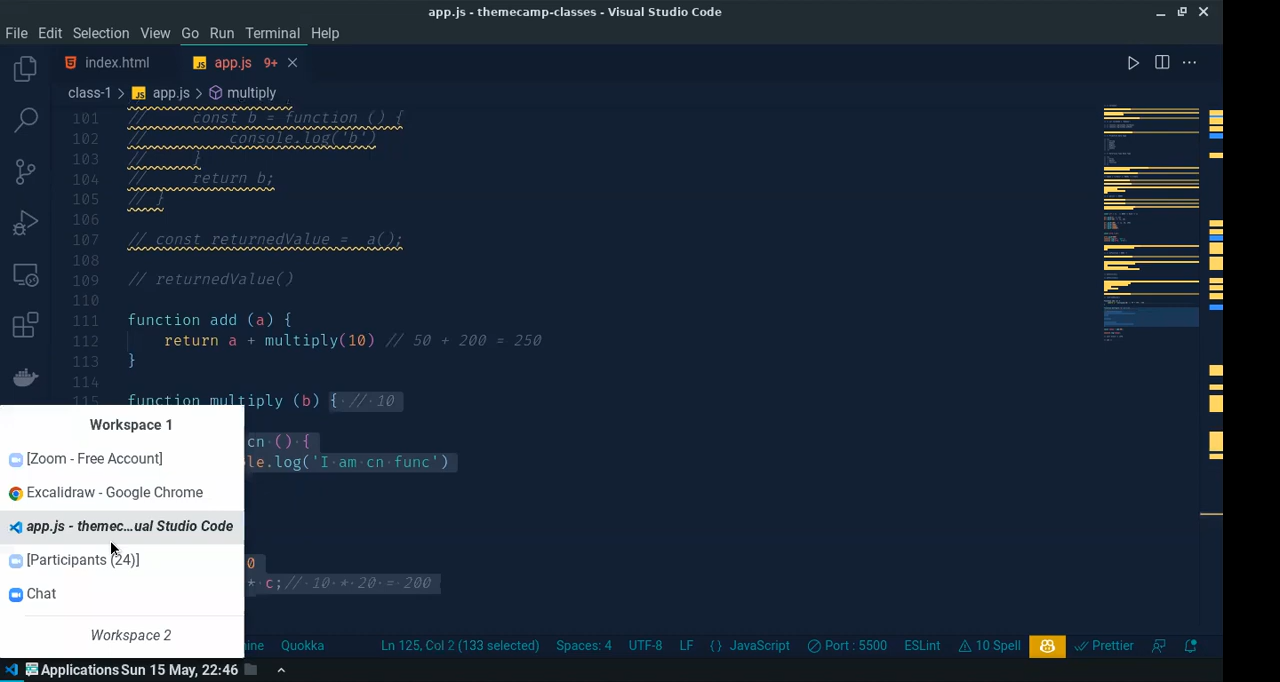 app.js - themecamp-classes - Visual Studio Code
File Edit Selection View Go Run Terminal Help
index.html JS app.js 9+
class-1 > JS app.js > multiply
101 //     const b = function () {
102 //         console.log('b')
103 //     }
104 //     return b;
105 // }
106
107 // const returnedValue =  a();
108
109 // returnedValue()
110
111 function add (a) {
112     return a + multiply(10) // 50 + 200 = 250
113 }
114
115 function multiply (b) { // 10
cn () {
le.log('I am cn func')
0
* c;// 10 * 20 = 200
Workspace 1
[Zoom - Free Account]
Excalidraw - Google Chrome
app.js - themec...ual Studio Code
[Participants (24)]
Chat
Workspace 2
ine Quokka Ln 125, Col 2 (133 selected) Spaces: 4 UTF-8 LF {} JavaScript Port : 5500 ESLint 10 Spell Prettier
Applications Sun 15 May, 22:46